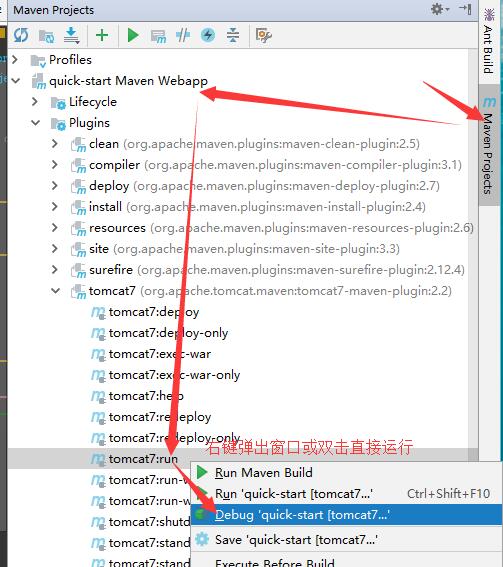 Maven Projects
Profiles
quick-start Maven Webapp
Lifecycle
Plugins
clean (org.apache.maven.plugins:maven-clean-plugin:2.5)
compiler (org.apache.maven.plugins:maven-compiler-plugin:3.1)
deploy (org.apache.maven.plugins:maven-deploy-plugin:2.7)
install (org.apache.maven.plugins:maven-install-plugin:2.4)
resources (org.apache.maven.plugins:maven-resources-plugin:2.6)
site (org.apache.maven.plugins:maven-site-plugin:3.3)
surefire (org.apache.maven.plugins:maven-surefire-plugin:2.12.4)
tomcat7 (org.apache.tomcat.maven:tomcat7-maven-plugin:2.2)
tomcat7:deploy
tomcat7:deploy-only
tomcat7:exec-war
tomcat7:exec-war-only
tomcat7:help
tomcat7:redeploy
tomcat7:redeploy-only
右键弹出窗口或双击直接运行
tomcat7:run
tomcat7:run-w
tomcat7:run-w
tomcat7:shutd
tomcat7:stand
tomcat7:stand
Run Maven Build
Run 'quick-start [tomcat7...' Ctrl+Shift+F10
Debug 'quick-start [tomcat7...'
Save 'quick-start [tomcat7...'
Execute Before Build
Ant Build
Maven Projects